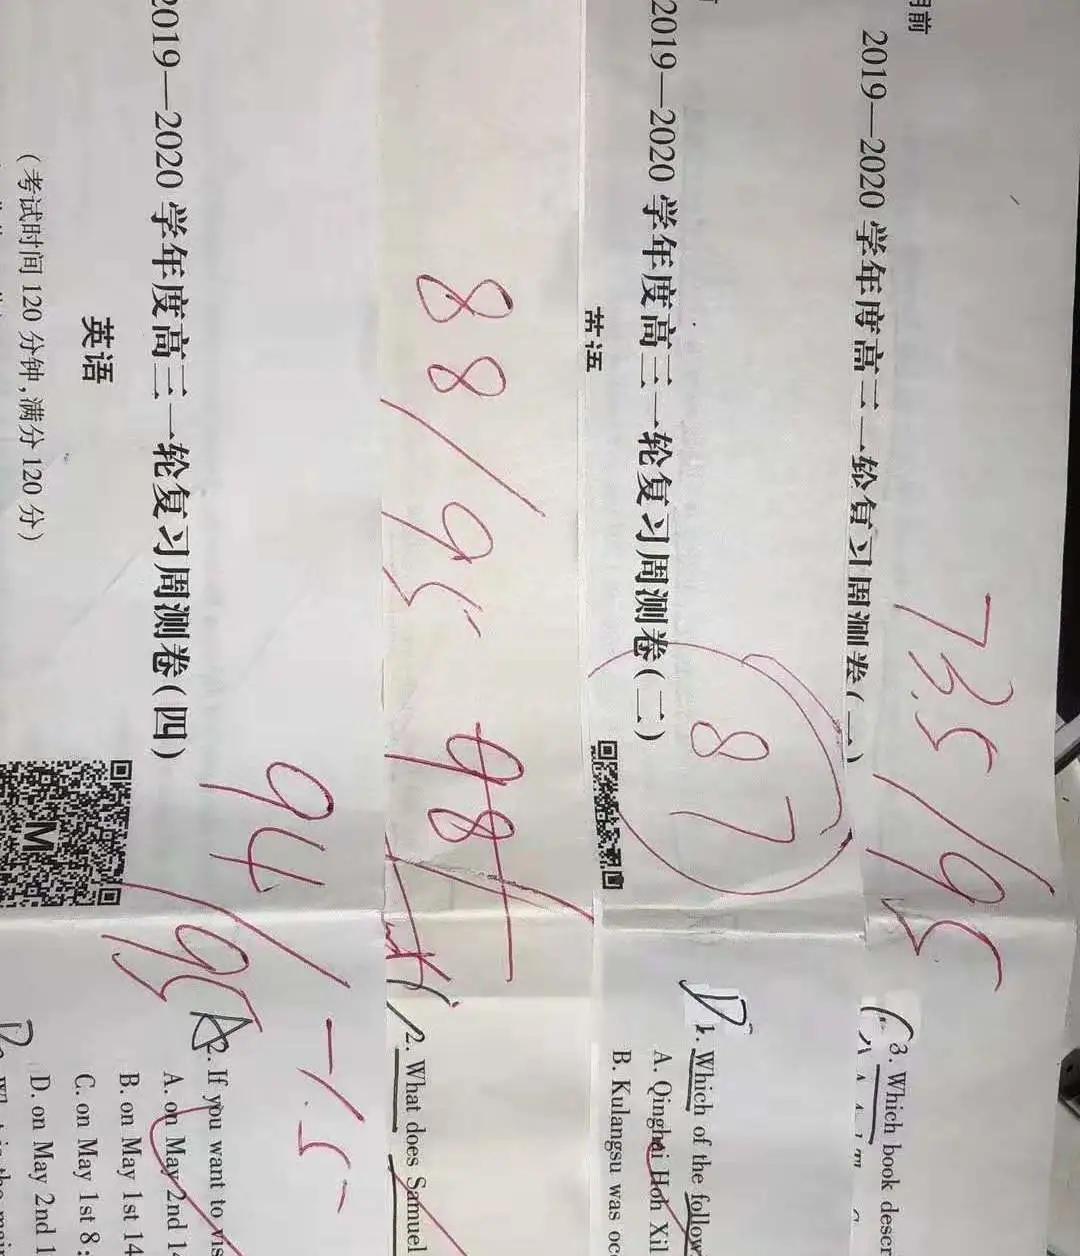 月前
2019—2020 学年度高三一轮复习周测卷(一)
73.5/95
3. Which book descr
2019—2020 学年度高三一轮复习周测卷(二)
英语
87
D
1. Which of the follow
A. Qinghai Hoh Xil
B. Kulangsu was oc
88/95
98
2. What does Samuel
2019—2020 学年度高三一轮复习周测卷(四)
英语
(考试时间 120 分钟,满分 120 分)
94/95
-1.5
M
A
2. If you want to vis
A. on May 2nd 14
B. on May 1st 14
C. on May 1st 8:
D. on May 2nd 1
D